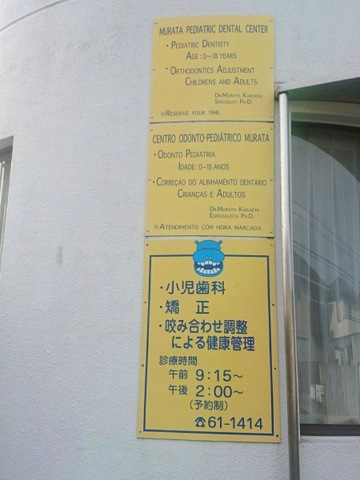 MURATA PEDIATRIC DENTAL CENTER
・PEDIATRIC DENTISTY
AGE:0~18 YEARS
・ORTHODONTICS ADJUSTMENT
CHILDRENS AND ADULTS
DR.MURATA KAKUICHI
SPECIALIST PH.D.
※RESERVE YOUR TIME.
CENTRO ODONTO-PEDIÁTRICO MURATA
・ODONTO PEDIATRIA
IDADE:0~18 ANOS
・CORREÇÃO DO ALINHAMENTO DENTÁRIO
CRIANÇAS E ADULTOS
DR.MURATA KAKUICHI
ESPECIALISTA PH.D.
※ATENDIMENTO COM HORA MARCADA
・小児歯科
・矯 正
・咬み合わせ調整
による健康管理
診療時間
午前 9:15~
午後 2:00~
(予約制)
☎61-1414